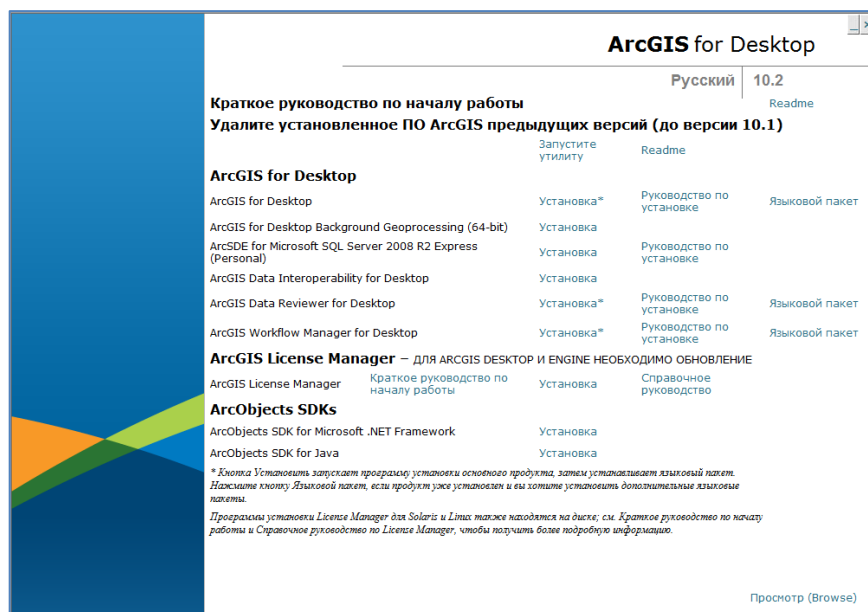 ArcGIS for Desktop
Русский 10.2
Краткое руководство по началу работы Readme
Удалите установленное ПО ArcGIS предыдущих версий (до версии 10.1)
Запустите утилиту Readme
ArcGIS for Desktop
ArcGIS for Desktop Установка* Руководство по установке Языковой пакет
ArcGIS for Desktop Background Geoprocessing (64-bit) Установка
ArcSDE for Microsoft SQL Server 2008 R2 Express (Personal) Установка Руководство по установке
ArcGIS Data Interoperability for Desktop Установка
ArcGIS Data Reviewer for Desktop Установка* Руководство по установке Языковой пакет
ArcGIS Workflow Manager for Desktop Установка* Руководство по установке Языковой пакет
ArcGIS License Manager – ДЛЯ ARCGIS DESKTOP И ENGINE НЕОБХОДИМО ОБНОВЛЕНИЕ
ArcGIS License Manager Краткое руководство по началу работы Установка Справочное руководство
ArcObjects SDKs
ArcObjects SDK for Microsoft .NET Framework Установка
ArcObjects SDK for Java Установка
* Кнопка Установить запускает программу установки основного продукта, затем устанавливает языковый пакет.
Нажмите кнопку Языковой пакет, если продукт уже установлен и вы хотите установить дополнительные языковые
пакеты.
Программы установки License Manager для Solaris и Linux также находятся на диске; см. Краткое руководство по началу
работы и Справочное руководство по License Manager, чтобы получить более подробную информацию.
Просмотр (Browse)